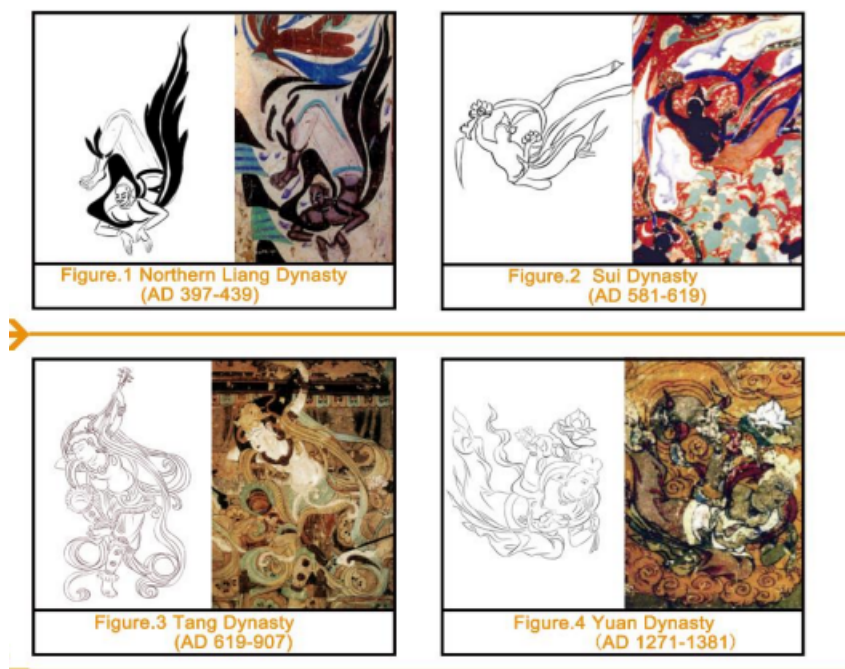 Figure.1 Northern Liang Dynasty
(AD 397-439)
Figure.2 Sui Dynasty
(AD 581-619)
Figure.3 Tang Dynasty
(AD 619-907)
Figure.4 Yuan Dynasty
(AD 1271-1381)